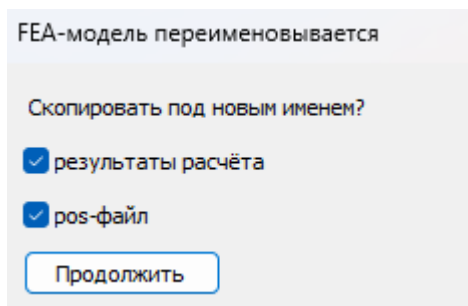 FEA-модель переименовывается
Скопировать под новым именем?
результаты расчёта
pos-файл
Продолжить